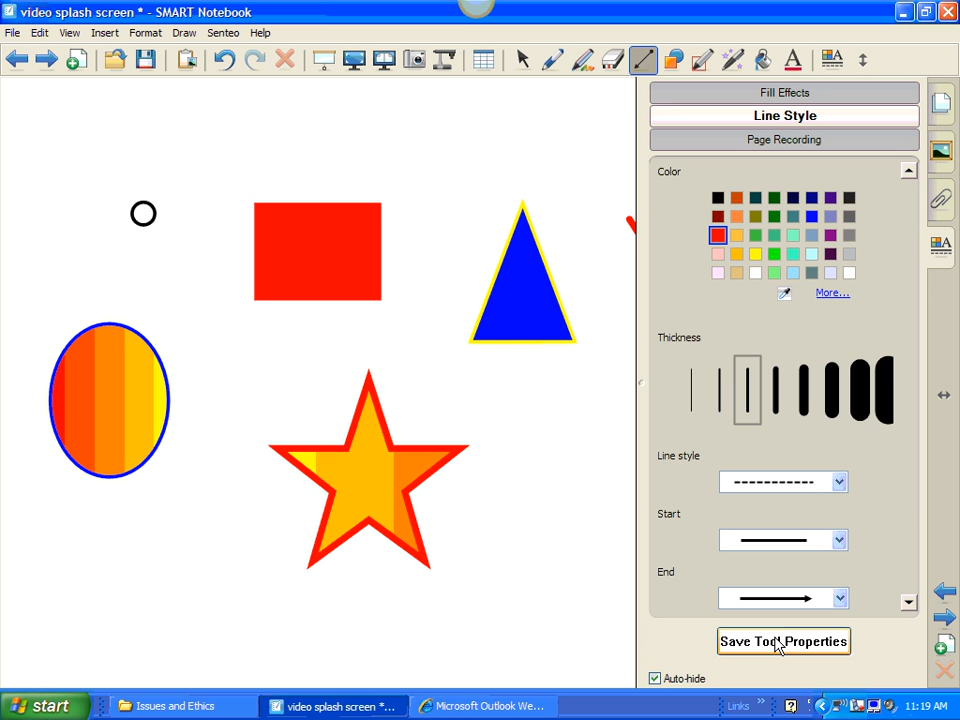 video splash screen * - SMART Notebook
File Edit View Insert Format Draw Senteo Help
Fill Effects
Line Style
Page Recording
Color
More...
Thickness
Line style
Start
End
Save Tool Properties
Auto-hide
start Issues and Ethics video splash screen *... Microsoft Outlook We... Links » 11:19 AM